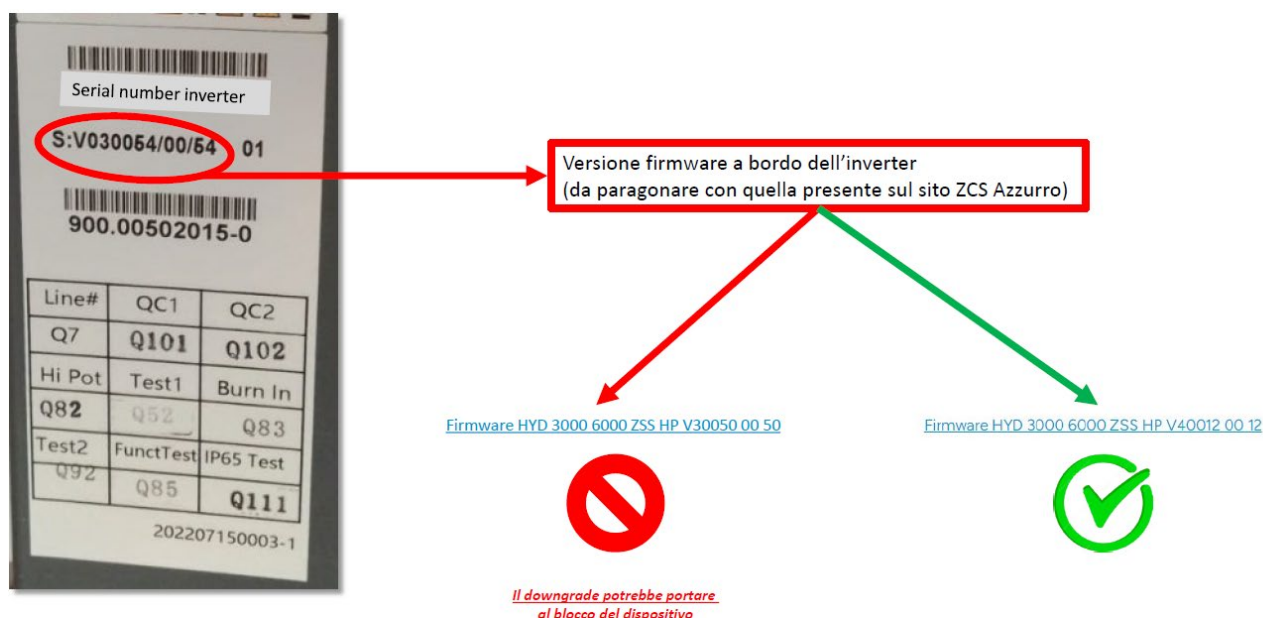 Serial number inverter
S:V030054/00/54 01
900.00502015-0
Line# QC1 QC2
Q7 Q101 Q102
Hi Pot Test1 Burn In
Q82 Q52 Q83
Test2 FunctTest IP65 Test
Q92 Q85 Q111
202207150003-1
Versione firmware a bordo dell'inverter
(da paragonare con quella presente sul sito ZCS Azzurro)
Firmware HYD 3000 6000 ZSS HP V30050 00 50
Firmware HYD 3000 6000 ZSS HP V40012 00 12
Il downgrade potrebbe portare
al blocco del dispositivo